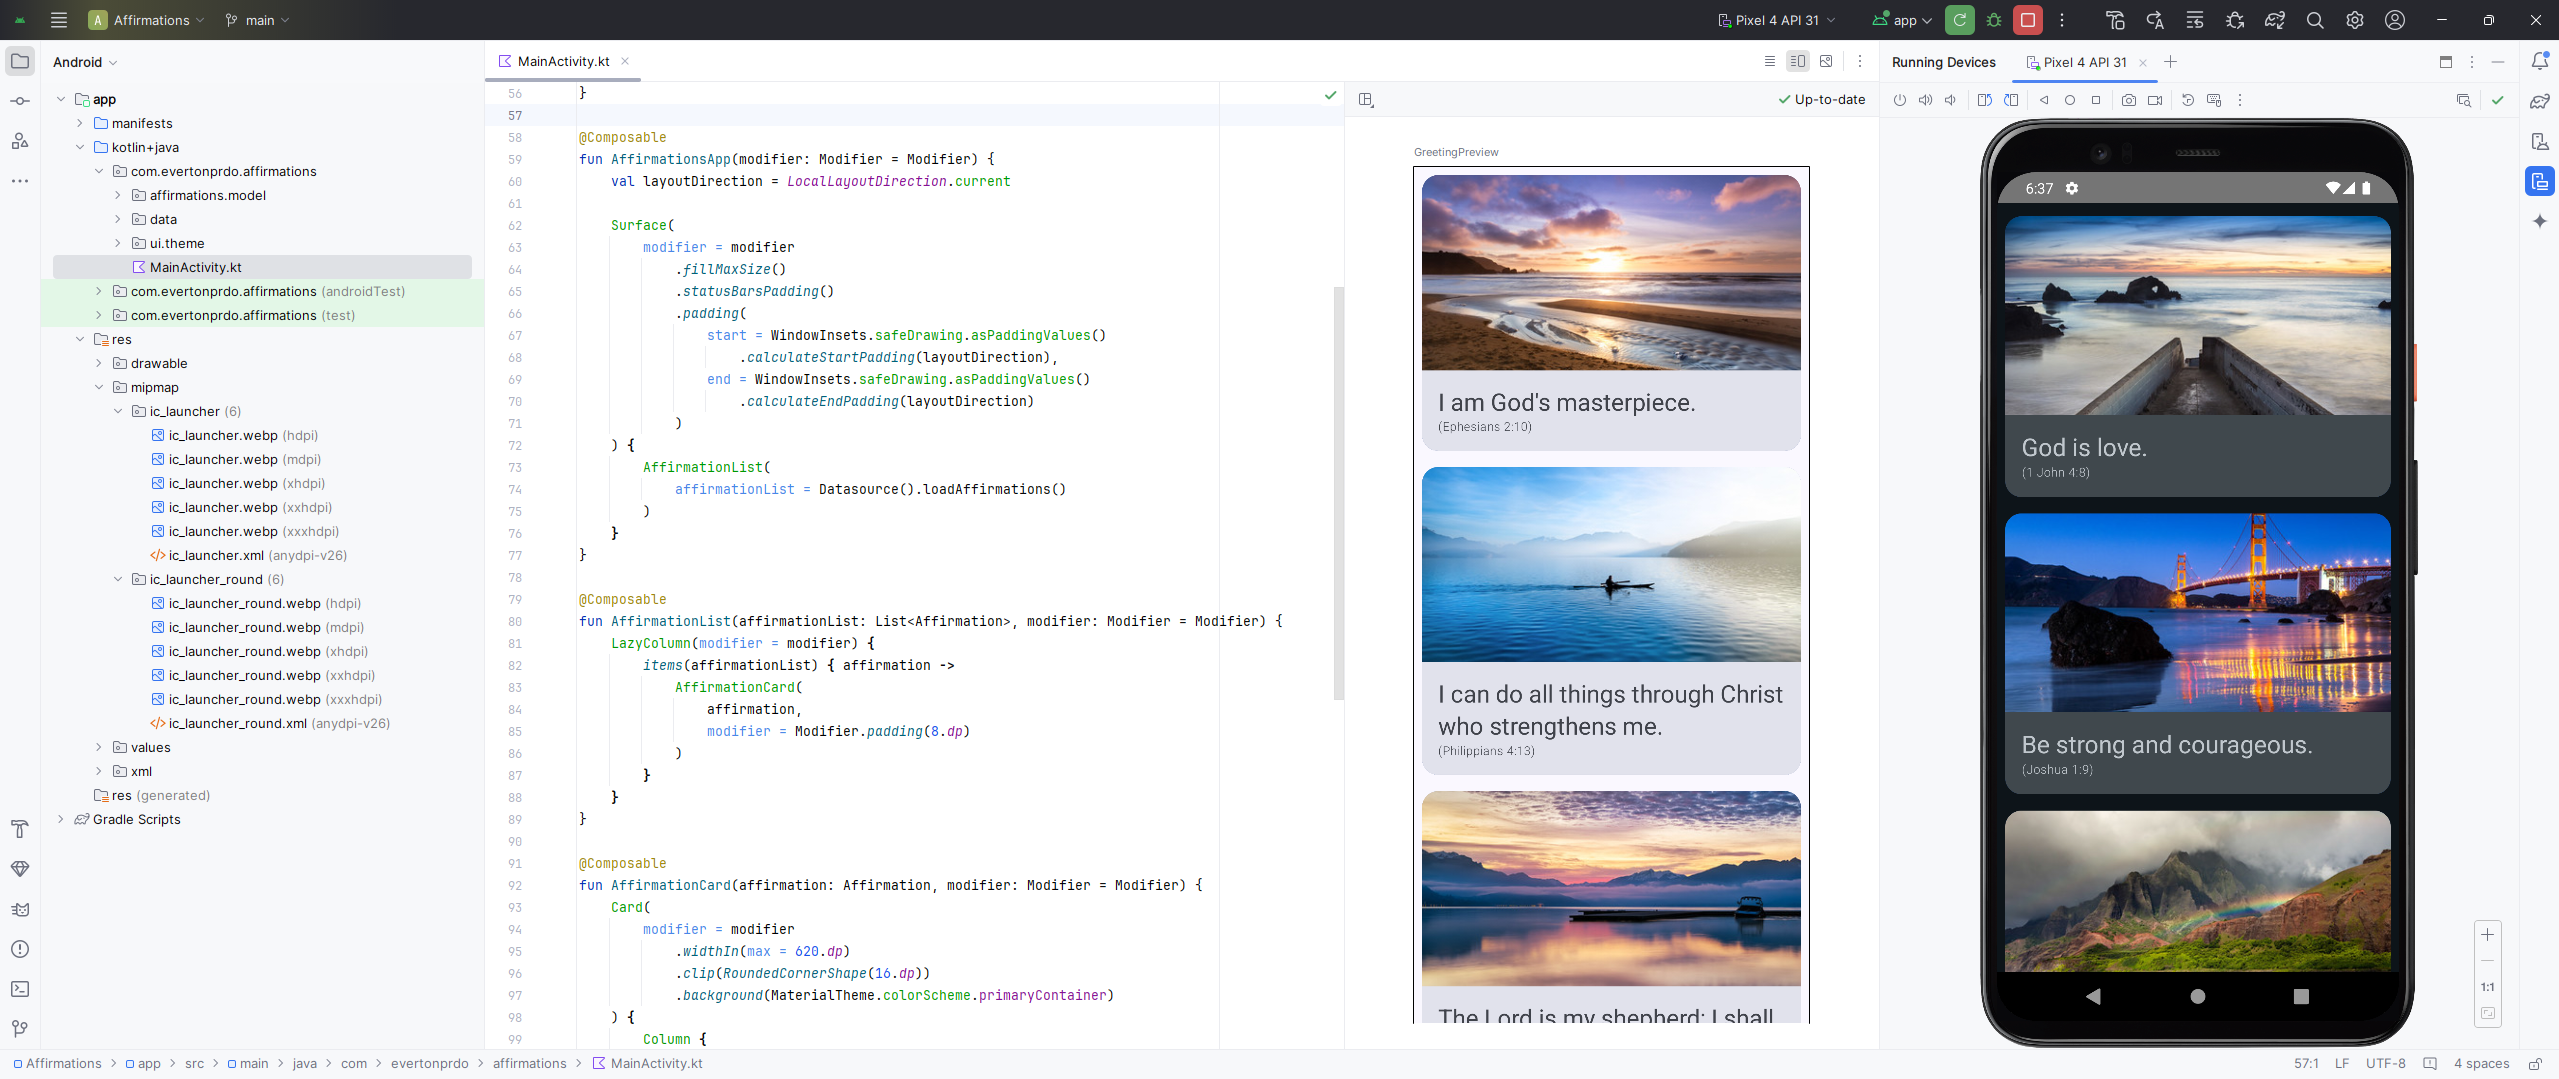 A Affirmations main
Pixel 4 API 31 app
Android
app
manifests
kotlin+java
com.evertonprdo.affirmations
affirmations.model
data
ui.theme
MainActivity.kt
com.evertonprdo.affirmations (androidTest)
com.evertonprdo.affirmations (test)
res
drawable
mipmap
ic_launcher (6)
ic_launcher.webp (hdpi)
ic_launcher.webp (mdpi)
ic_launcher.webp (xhdpi)
ic_launcher.webp (xxhdpi)
ic_launcher.webp (xxxhdpi)
ic_launcher.xml (anydpi-v26)
ic_launcher_round (6)
ic_launcher_round.webp (hdpi)
ic_launcher_round.webp (mdpi)
ic_launcher_round.webp (xhdpi)
ic_launcher_round.webp (xxhdpi)
ic_launcher_round.webp (xxxhdpi)
ic_launcher_round.xml (anydpi-v26)
values
xml
res (generated)
Gradle Scripts
MainActivity.kt
56 }
57
58 @Composable
59 fun AffirmationsApp(modifier: Modifier = Modifier) {
60 val layoutDirection = LocalLayoutDirection.current
61
62 Surface(
63 modifier = modifier
64 .fillMaxSize()
65 .statusBarsPadding()
66 .padding(
67 start = WindowInsets.safeDrawing.asPaddingValues()
68 .calculateStartPadding(layoutDirection),
69 end = WindowInsets.safeDrawing.asPaddingValues()
70 .calculateEndPadding(layoutDirection)
71 )
72 ) {
73 AffirmationList(
74 affirmationList = Datasource().loadAffirmations()
75 )
76 }
77 }
78
79 @Composable
80 fun AffirmationList(affirmationList: List<Affirmation>, modifier: Modifier = Modifier) {
81 LazyColumn(modifier = modifier) {
82 items(affirmationList) { affirmation ->
83 AffirmationCard(
84 affirmation,
85 modifier = Modifier.padding(8.dp)
86 )
87 }
88 }
89 }
90
91 @Composable
92 fun AffirmationCard(affirmation: Affirmation, modifier: Modifier = Modifier) {
93 Card(
94 modifier = modifier
95 .widthIn(max = 620.dp)
96 .clip(RoundedCornerShape(16.dp))
97 .background(MaterialTheme.colorScheme.primaryContainer)
98 ) {
99 Column {
Up-to-date
GreetingPreview
I am God's masterpiece.
(Ephesians 2:10)
I can do all things through Christ
who strengthens me.
(Philippians 4:13)
The Lord is my shepherd; I shall
Running Devices Pixel 4 API 31
6:37
God is love.
(1 John 4:8)
Be strong and courageous.
(Joshua 1:9)
1:1
Affirmations > app > src > main > java > com > evertonprdo > affirmations > MainActivity.kt
57:1 LF UTF-8 4 spaces